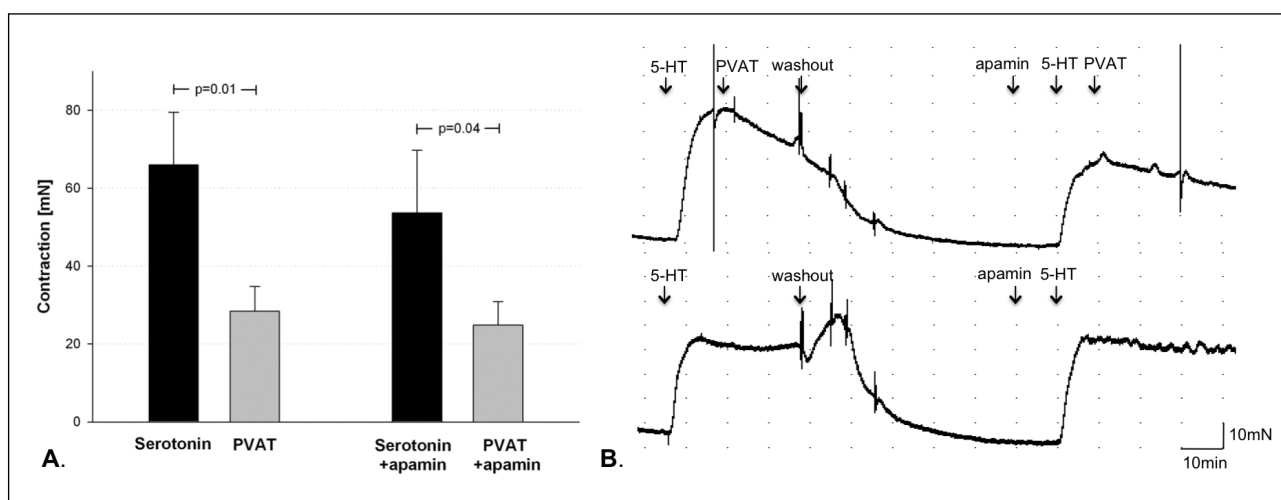 80
60
40
20
0
Contraction [mN]
p=0.01
p=0.04
Serotonin
PVAT
Serotonin
+apamin
PVAT
+apamin
A.
5-HT
PVAT
washout
apamin
5-HT
PVAT
5-HT
washout
apamin
5-HT
10mN
10min
B.